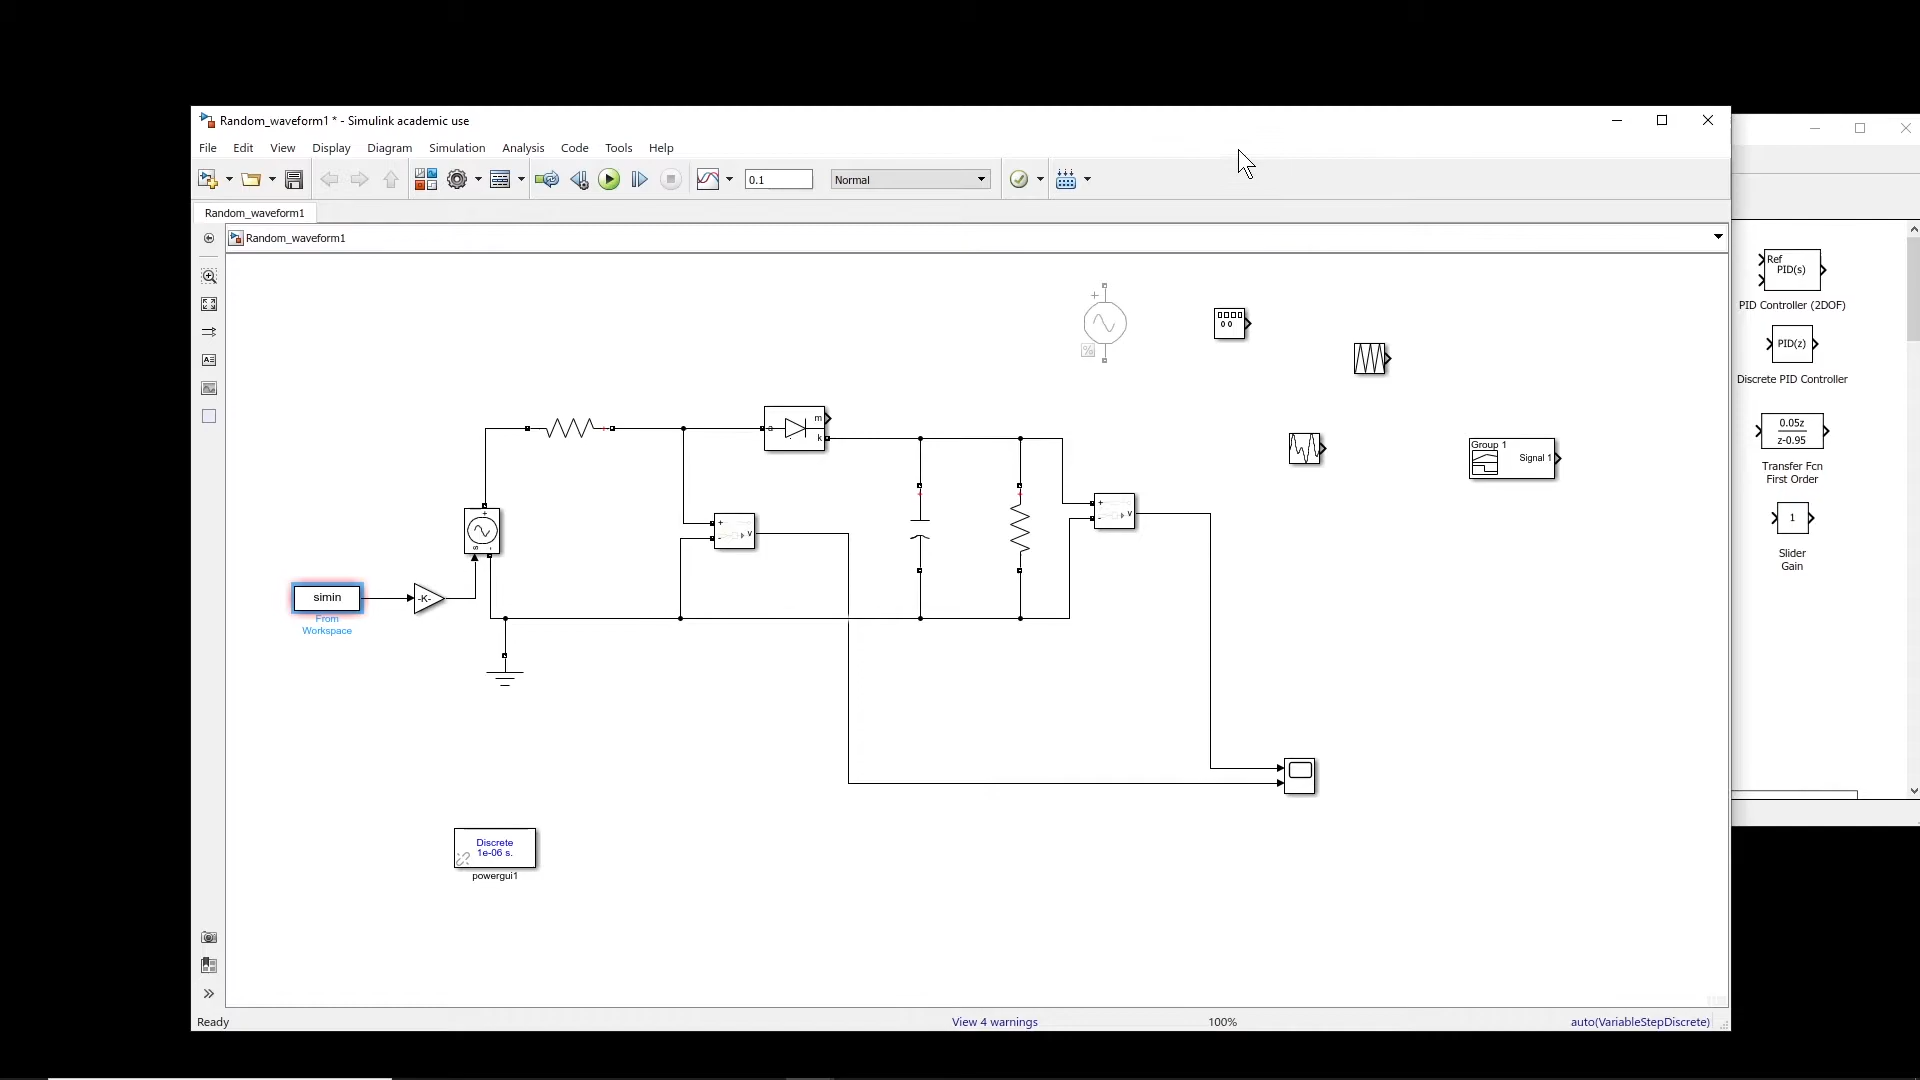 Random_waveform1 * - Simulink academic use
File Edit View Display Diagram Simulation Analysis Code Tools Help
0.1 Normal
Random_waveform1
Random_waveform1
Ref
PID(s)
PID Controller (2DOF)
PID(z)
Discrete PID Controller
0.05z
z-0.95
Transfer Fcn
First Order
1
Slider
Gain
+
%
m
a
k
Group 1
Signal 1
+
- v
+
- v
+
s -
simin
-K-
From
Workspace
Discrete
1e-06 s.
powergui1
Ready View 4 warnings 100% auto(VariableStepDiscrete)